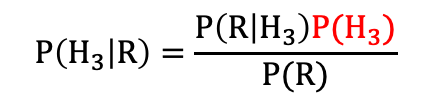 P(H₃|R) = P(R|H₃)P(H₃) / P(R)